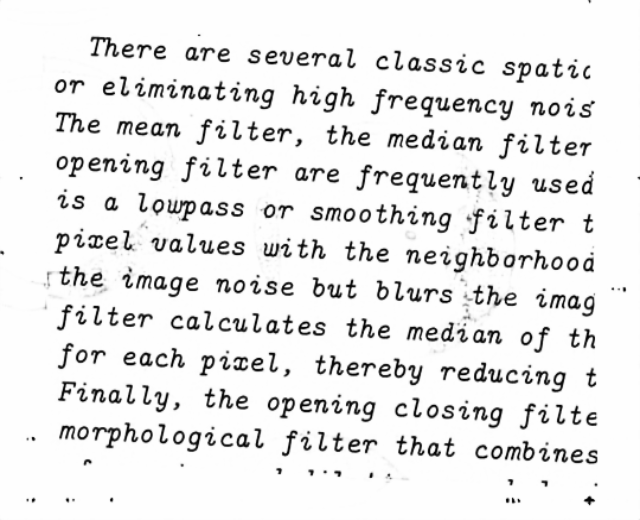 There are several classic spatic
or eliminating high frequency nois
The mean filter, the median filter
opening filter are frequently used
is a lowpass or smoothing filter t
pixel values with the neighborhood
the image noise but blurs the imag
filter calculates the median of th
for each pixel, thereby reducing t
Finally, the opening closing filte
morphological filter that combines